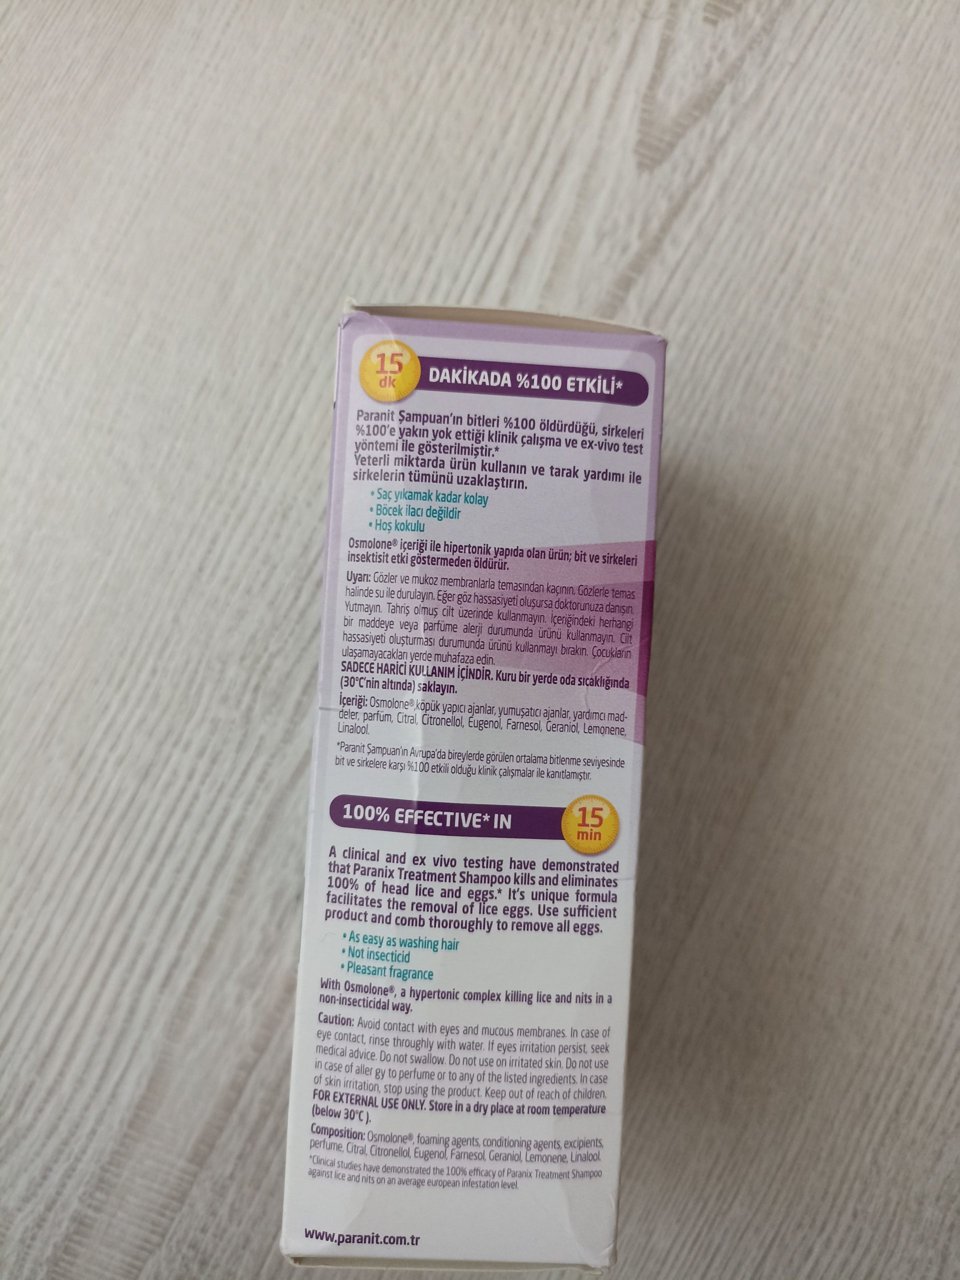 15
dk
DAKİKADA %100 ETKİLİ*
Paranit Şampuan'ın bitleri %100 öldürdüğü, sirkeleri
%100'e yakın yok ettiği klinik çalışma ve ex-vivo test
yöntemi ile gösterilmiştir.*
Yeterli miktarda ürün kullanın ve tarak yardımı ile
sirkelerin tümünü uzaklaştırın.
• Saç yıkamak kadar kolay
• Böcek ilacı değildir
• Hoş kokulu
Osmolone® içeriği ile hipertonik yapıda olan ürün; bit ve sirkeleri
insektisit etki göstermeden öldürür.
Uyarı: Gözler ve mukoz membranlarla temasından kaçının. Gözlerle temas
halinde su ile durulayın. Eğer göz hassasiyeti oluşursa doktorunuza danışın.
Yutmayın. Tahriş olmuş cilt üzerinde kullanmayın. İçeriğindeki herhangi
bir maddeye veya parfüme alerji durumunda ürünü kullanmayın. Cilt
hassasiyeti oluşturması durumunda ürünü kullanmayı bırakın. Çocukların
ulaşamayacakları yerde muhafaza edin.
SADECE HARİCİ KULLANIM İÇİNDİR. Kuru bir yerde oda sıcaklığında
(30°C'nin altında) saklayın.
İçeriği: Osmolone®,köpük yapıcı ajanlar, yumuşatıcı ajanlar, yardımcı mad-
deler, parfüm, Citral, Citronellol, Eugenol, Farnesol, Geraniol, Lemonene,
Linalool.
*Paranit Şampuan'ın Avrupa'da bireylerde görülen ortalama bitlenme seviyesinde
bit ve sirkelere karşı %100 etkili olduğu klinik çalışmalar ile kanıtlamıştır.
100% EFFECTIVE* IN
15
min
A clinical and ex vivo testing have demonstrated
that Paranix Treatment Shampoo kills and eliminates
100% of head lice and eggs.* It's unique formula
facilitates the removal of lice eggs. Use sufficient
product and comb thoroughly to remove all eggs.
• As easy as washing hair
• Not insecticid
• Pleasant fragrance
With Osmolone®, a hypertonic complex killing lice and nits in a
non-insecticidal way.
Caution: Avoid contact with eyes and mucous membranes. In case of
eye contact, rinse throughly with water. If eyes irritation persist, seek
medical advice. Do not swallow. Do not use on irritated skin. Do not use
in case of aller gy to perfume or to any of the listed ingredients. In case
of skin irritation, stop using the product. Keep out of reach of children.
FOR EXTERNAL USE ONLY. Store in a dry place at room temperature
(below 30°C ).
Composition: Osmolone®, foaming agents, conditioning agents, excipients,
perfume, Citral, Citronellol, Eugenol, Farnesol, Geraniol, Lemonene, Linalool.
*Clinical studies have demonstrated the 100% efficacy of Paranix Treatment Shampoo
against lice and nits on an average european infestation level.
www.paranit.com.tr